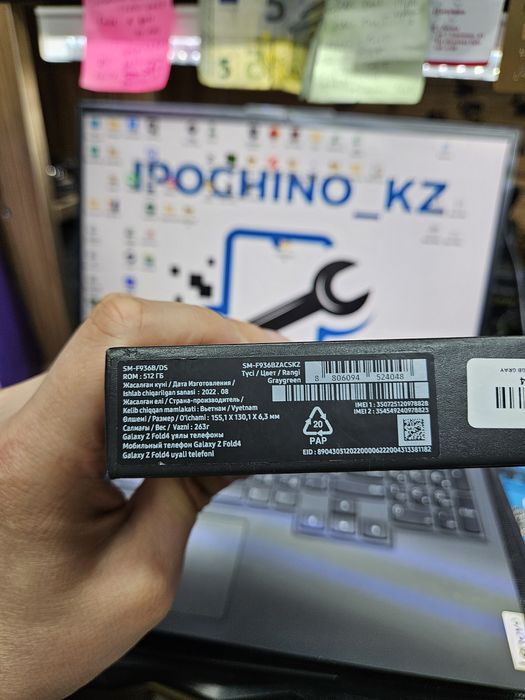 IPOCHINO_KZ
SM-F936B/DS
ROM : 512 ГБ
Жасалған күні / Дата Изготовления /
Ishlab chiqarilgan sanasi : 2022 . 08
Жасалған елі / Страна-производитель /
Kelib chiqqan mamlakati : Вьетнам / Vyetnam
Өлшемі / Размер / O'lchami : 155,1 X 130,1 X 6,3 мм
Салмағы / Вес / Vazni : 263г
Galaxy Z Fold4 ұялы телефоны
Мобильный телефон Galaxy Z Fold4
Galaxy Z Fold4 uyali telefoni
SM-F936BZACSKZ
Түсі / Цвет / Rangi
Graygreen
8 806094 524048
IMEI 1 : 350725120978828
IMEI 2 : 354549240978823
20
PAP
EID : 89043051202200006222004313381182
GB GRAY